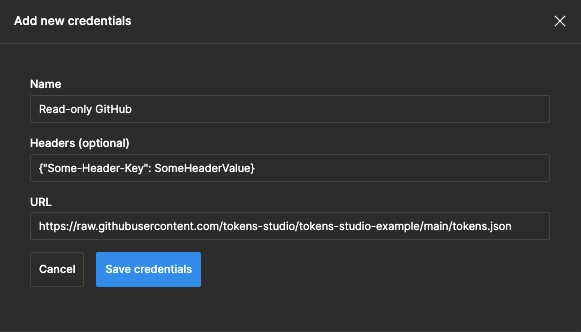 Add new credentials
Name
Read-only GitHub
Headers (optional)
{"Some-Header-Key": SomeHeaderValue}
URL
https://raw.githubusercontent.com/tokens-studio/tokens-studio-example/main/tokens.json
Cancel
Save credentials